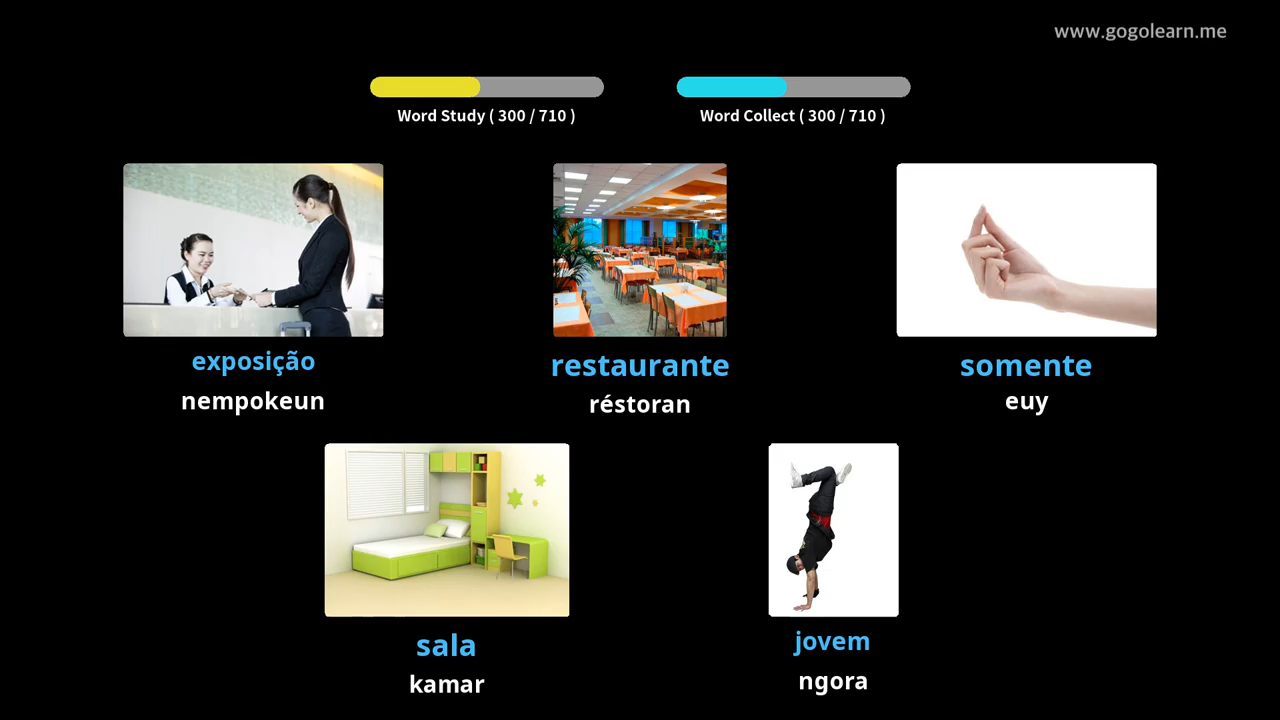 www.gogolearn.me
Word Study ( 300 / 710 )
Word Collect ( 300 / 710 )
exposição
nempokeun
restaurante
réstoran
somente
euy
sala
kamar
jovem
ngora